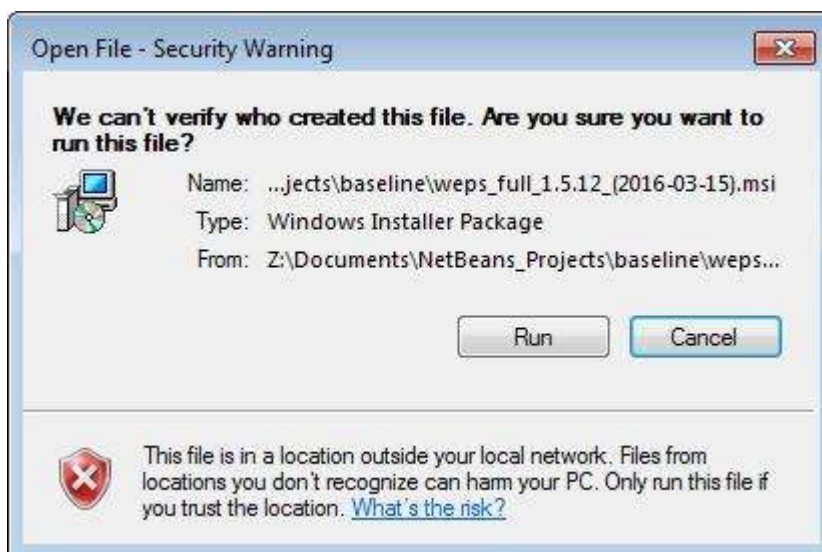 Open File - Security Warning
We can't verify who created this file. Are you sure you want to
run this file?
Name: ...jects\baseline\weps_full_1.5.12_(2016-03-15).msi
Type: Windows Installer Package
From: Z:\Documents\NetBeans_Projects\baseline\weps...
Run Cancel
This file is in a location outside your local network. Files from
locations you don't recognize can harm your PC. Only run this file if
you trust the location. What's the risk?